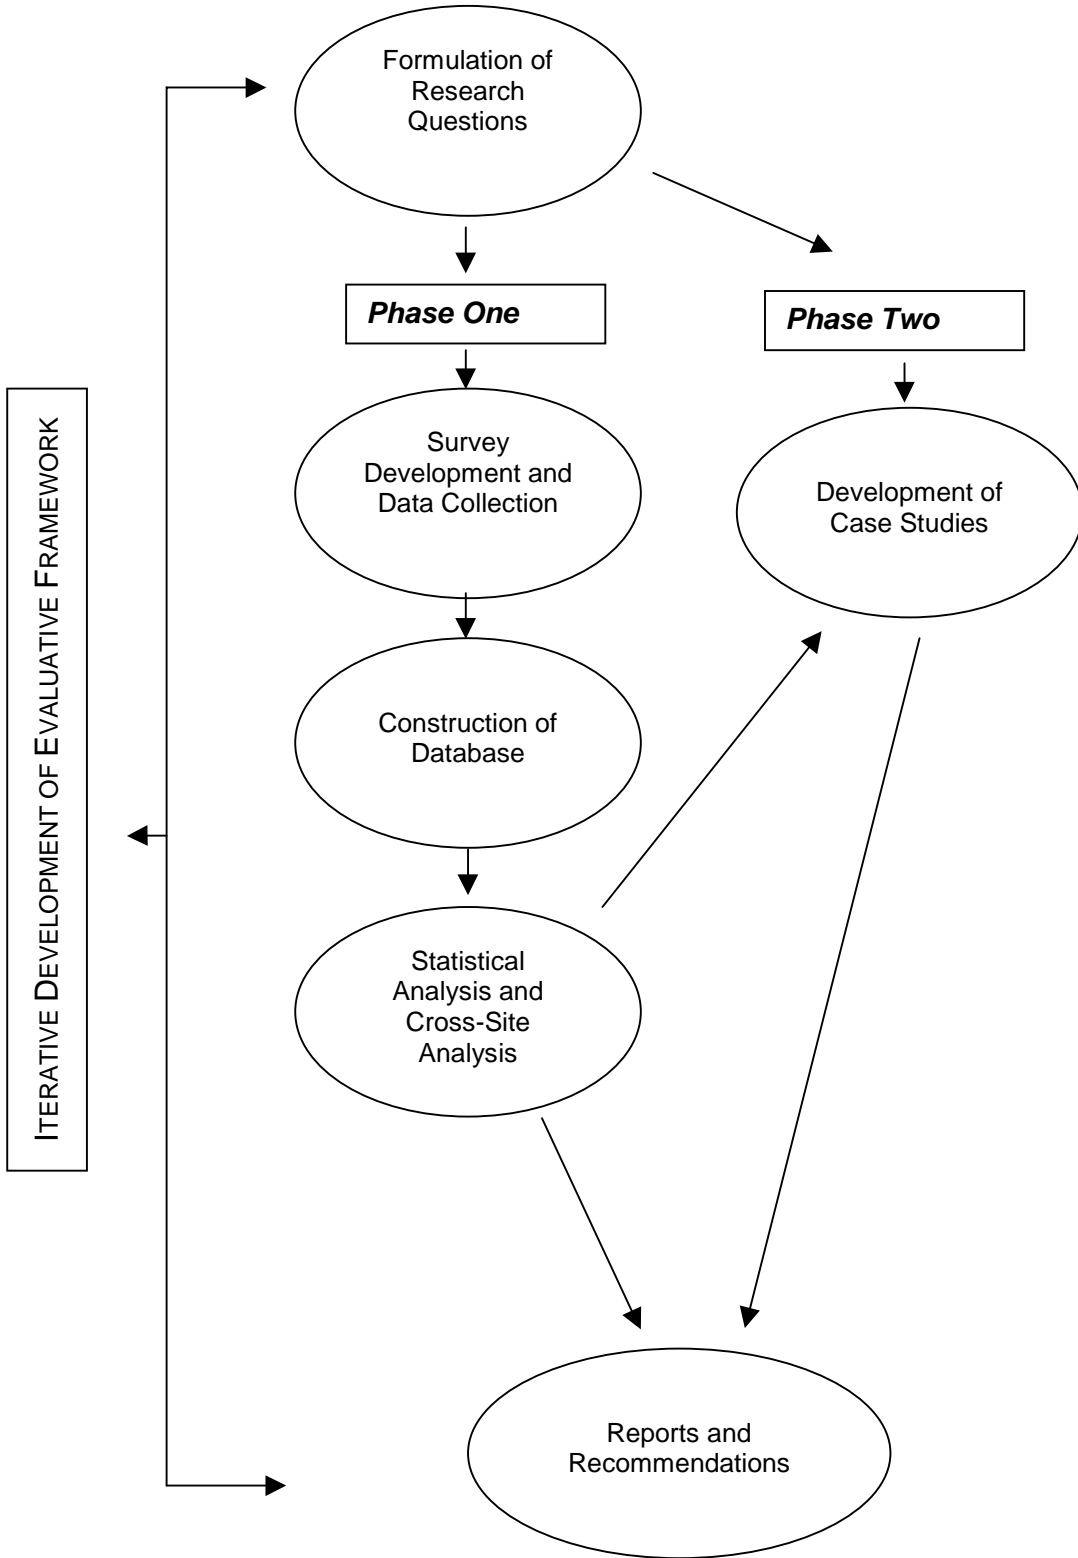 Formulation of
Research
Questions
Phase One
Phase Two
Survey
Development and
Data Collection
Development of
Case Studies
ITERATIVE DEVELOPMENT OF EVALUATIVE FRAMEWORK
Construction of
Database
Statistical
Analysis and
Cross-Site
Analysis
Reports and
Recommendations